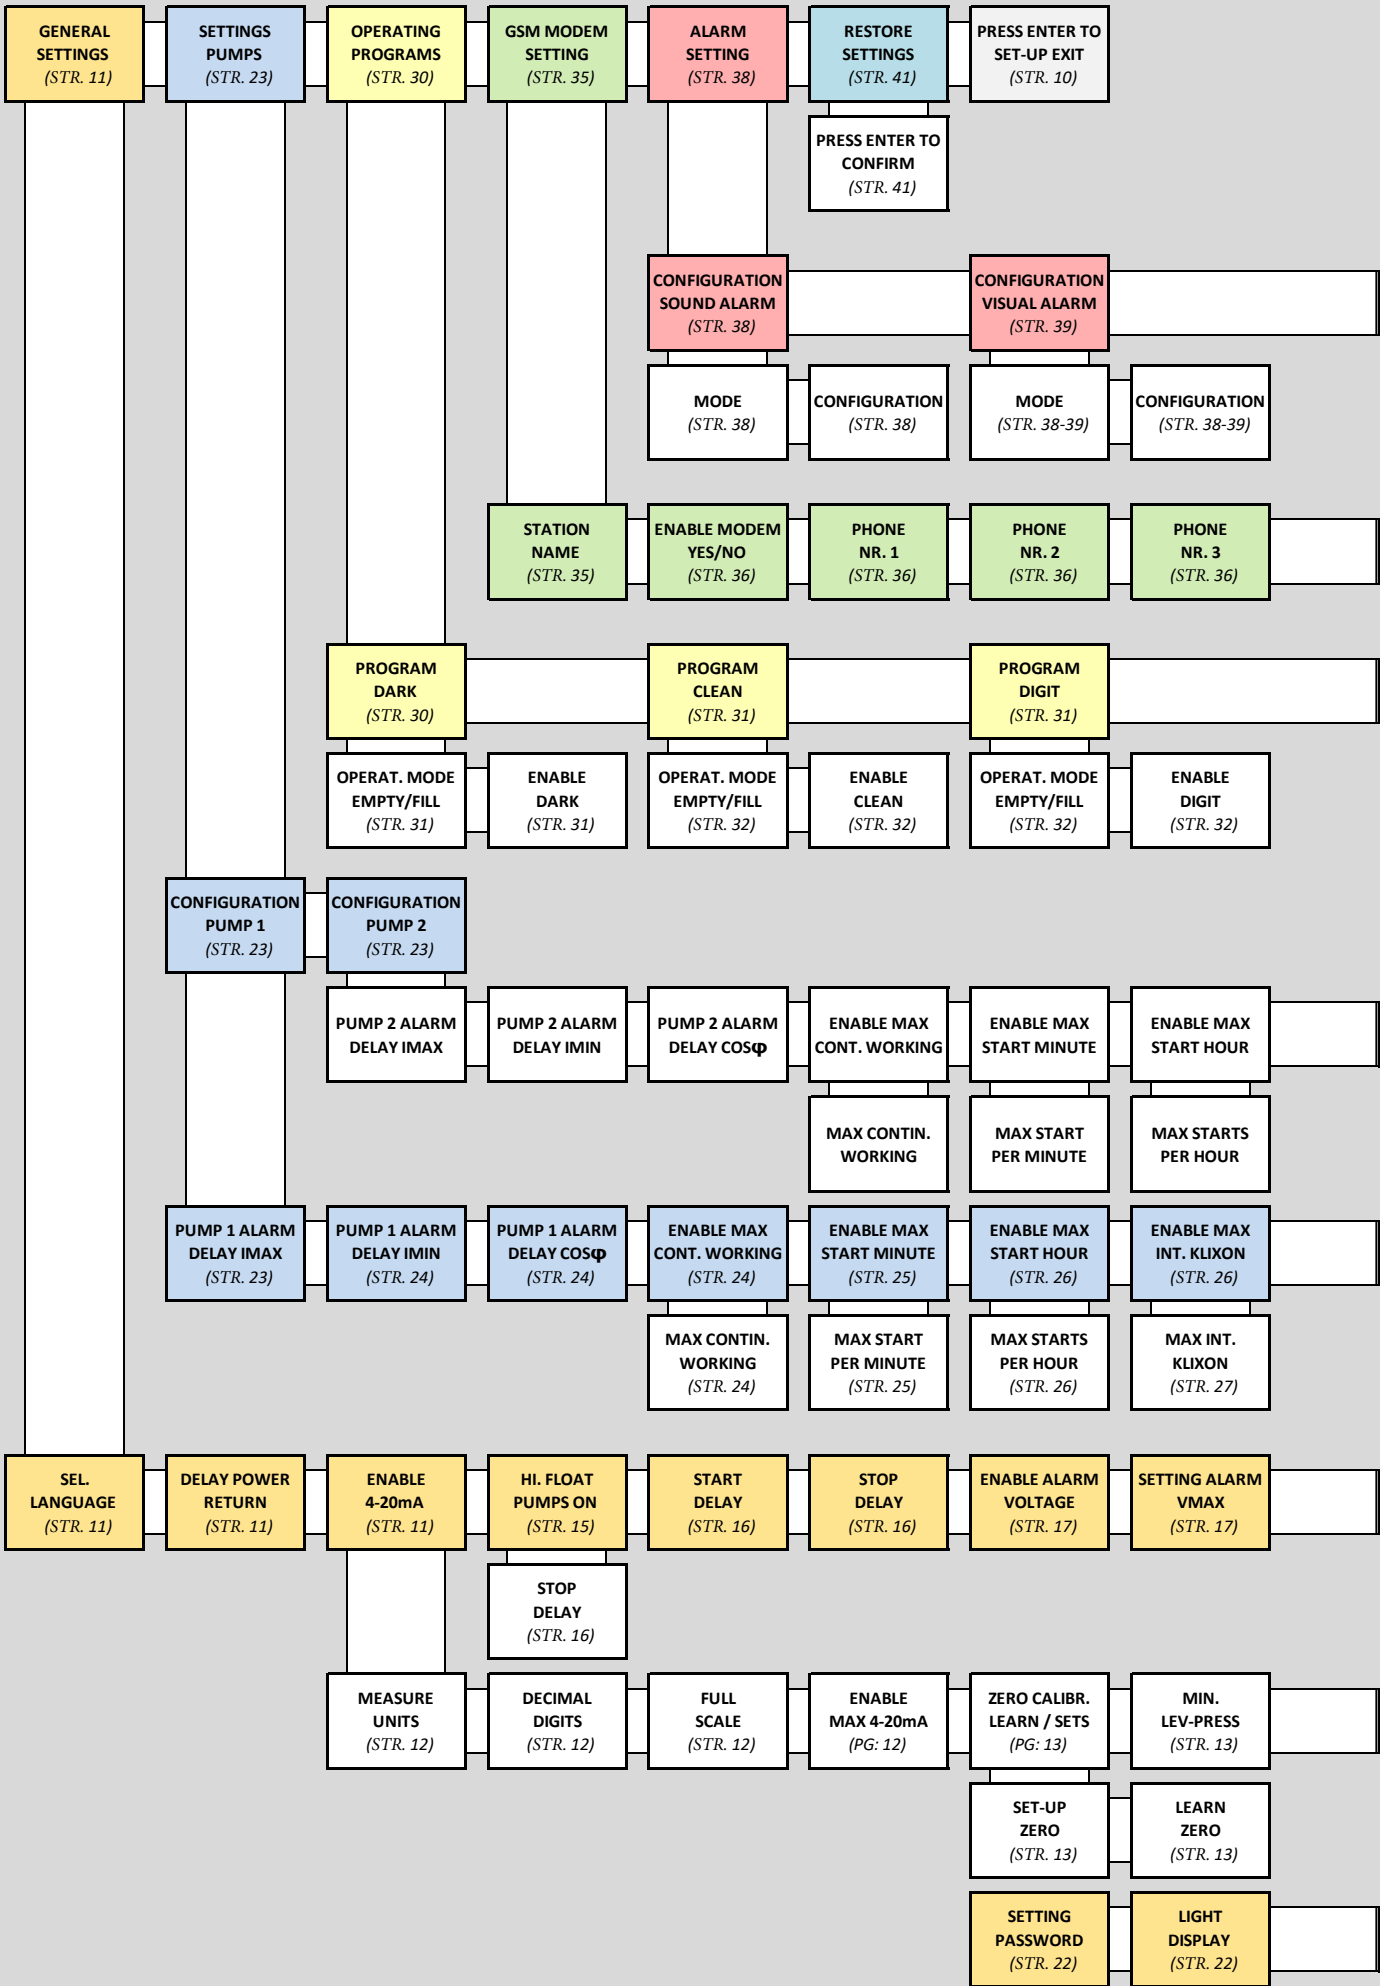 GENERAL
SETTINGS
(STR. 11)
SETTINGS
PUMPS
(STR. 23)
OPERATING
PROGRAMS
(STR. 30)
GSM MODEM
SETTING
(STR. 35)
ALARM
SETTING
(STR. 38)
RESTORE
SETTINGS
(STR. 41)
PRESS ENTER TO
SET-UP EXIT
(STR. 10)
PRESS ENTER TO
CONFIRM
(STR. 41)
CONFIGURATION
SOUND ALARM
(STR. 38)
CONFIGURATION
VISUAL ALARM
(STR. 39)
MODE
(STR. 38)
CONFIGURATION
(STR. 38)
MODE
(STR. 38-39)
CONFIGURATION
(STR. 38-39)
STATION
NAME
(STR. 35)
ENABLE MODEM
YES/NO
(STR. 36)
PHONE
NR. 1
(STR. 36)
PHONE
NR. 2
(STR. 36)
PHONE
NR. 3
(STR. 36)
PROGRAM
DARK
(STR. 30)
PROGRAM
CLEAN
(STR. 31)
PROGRAM
DIGIT
(STR. 31)
OPERAT. MODE
EMPTY/FILL
(STR. 31)
ENABLE
DARK
(STR. 31)
OPERAT. MODE
EMPTY/FILL
(STR. 32)
ENABLE
CLEAN
(STR. 32)
OPERAT. MODE
EMPTY/FILL
(STR. 32)
ENABLE
DIGIT
(STR. 32)
CONFIGURATION
PUMP 1
(STR. 23)
CONFIGURATION
PUMP 2
(STR. 23)
PUMP 2 ALARM
DELAY IMAX
PUMP 2 ALARM
DELAY IMIN
PUMP 2 ALARM
DELAY COSφ
ENABLE MAX
CONT. WORKING
ENABLE MAX
START MINUTE
ENABLE MAX
START HOUR
MAX CONTIN.
WORKING
MAX START
PER MINUTE
MAX STARTS
PER HOUR
PUMP 1 ALARM
DELAY IMAX
(STR. 23)
PUMP 1 ALARM
DELAY IMIN
(STR. 24)
PUMP 1 ALARM
DELAY COSφ
(STR. 24)
ENABLE MAX
CONT. WORKING
(STR. 24)
ENABLE MAX
START MINUTE
(STR. 25)
ENABLE MAX
START HOUR
(STR. 26)
ENABLE MAX
INT. KLIXON
(STR. 26)
MAX CONTIN.
WORKING
(STR. 24)
MAX START
PER MINUTE
(STR. 25)
MAX STARTS
PER HOUR
(STR. 26)
MAX INT.
KLIXON
(STR. 27)
SEL.
LANGUAGE
(STR. 11)
DELAY POWER
RETURN
(STR. 11)
ENABLE
4-20mA
(STR. 11)
HI. FLOAT
PUMPS ON
(STR. 15)
START
DELAY
(STR. 16)
STOP
DELAY
(STR. 16)
ENABLE ALARM
VOLTAGE
(STR. 17)
SETTING ALARM
VMAX
(STR. 17)
STOP
DELAY
(STR. 16)
MEASURE
UNITS
(STR. 12)
DECIMAL
DIGITS
(STR. 12)
FULL
SCALE
(STR. 12)
ENABLE
MAX 4-20mA
(PG: 12)
ZERO CALIBR.
LEARN / SETS
(PG: 13)
MIN.
LEV-PRESS
(STR. 13)
SET-UP
ZERO
(STR. 13)
LEARN
ZERO
(STR. 13)
SETTING
PASSWORD
(STR. 22)
LIGHT
DISPLAY
(STR. 22)